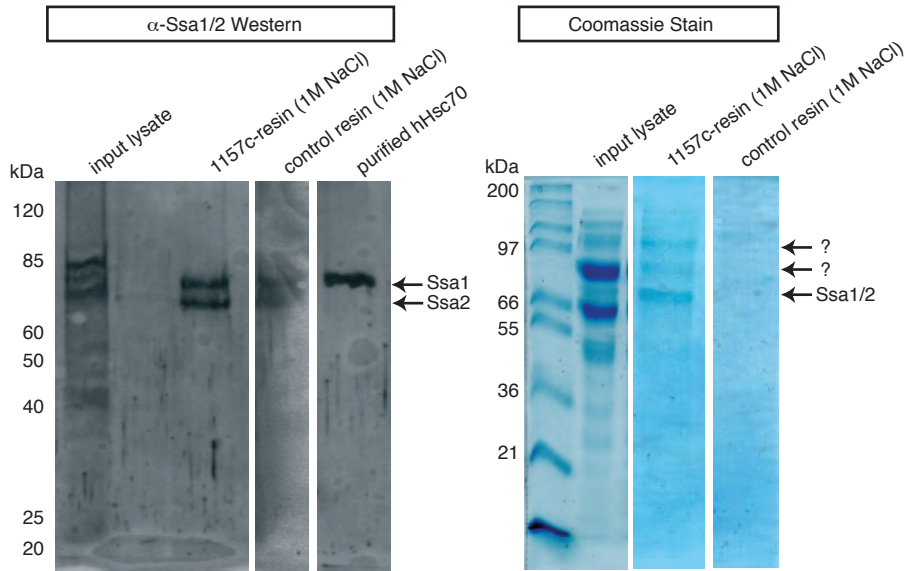 α-Ssa1/2 Western
input lysate
1157c-resin (1M NaCl)
control resin (1M NaCl)
purified hHsc70
kDa
120
85
60
50
40
25
20
Ssa1
Ssa2
Coomassie Stain
input lysate
1157c-resin (1M NaCl)
control resin (1M NaCl)
kDa
200
97
66
55
36
21
?
?
Ssa1/2